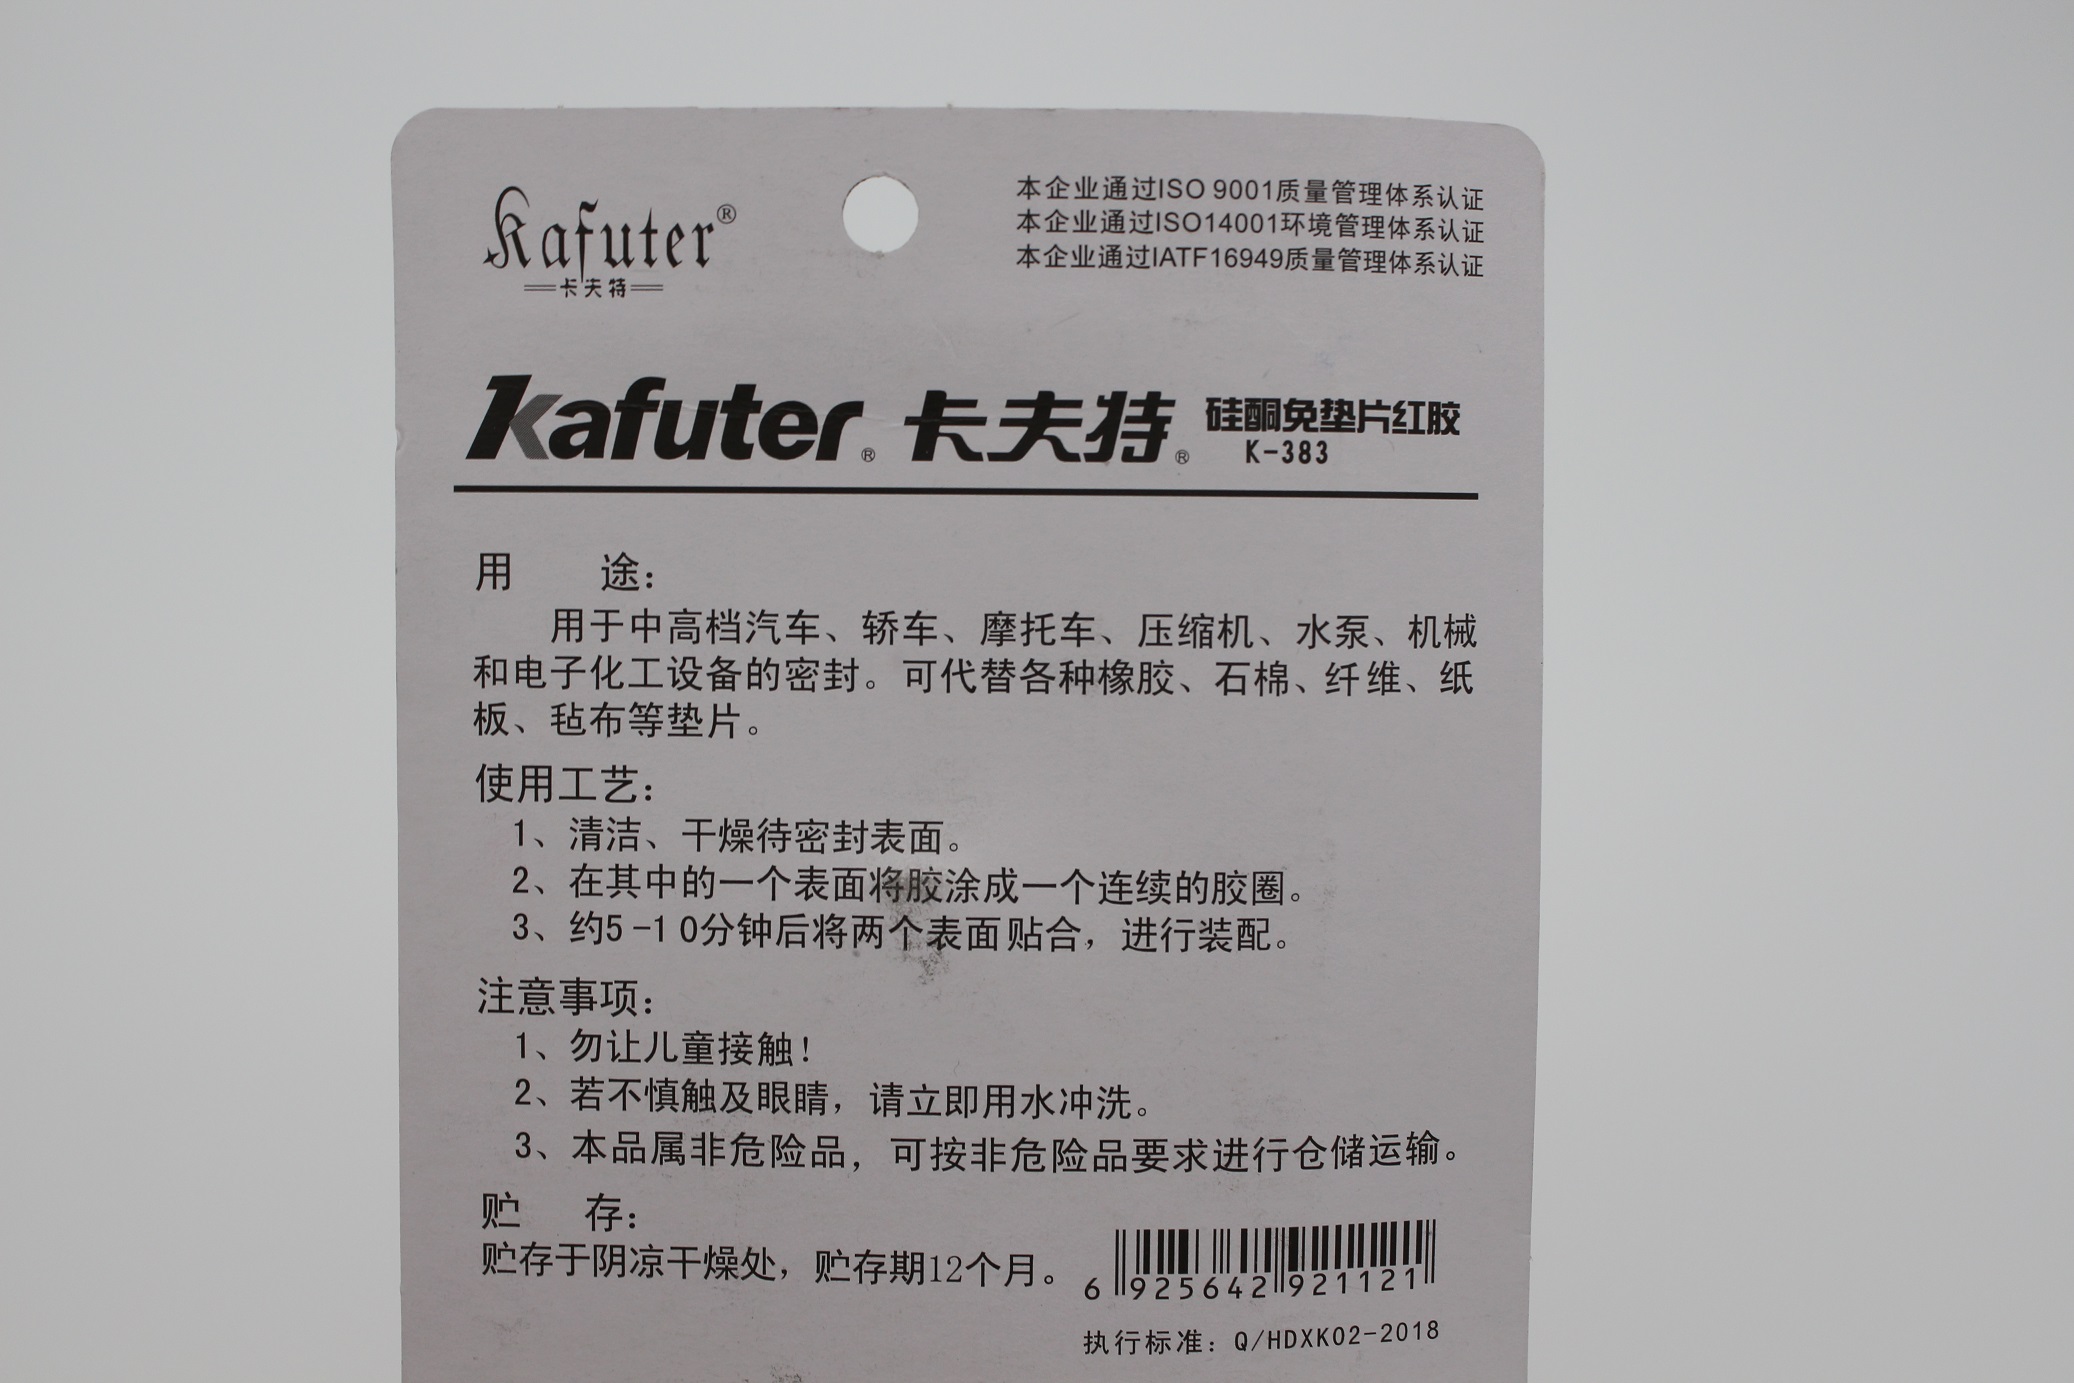 Kafuter®
卡夫特
本企业通过ISO 9001质量管理体系认证
本企业通过ISO14001环境管理体系认证
本企业通过IATF16949质量管理体系认证
kafuter® 卡夫特® 硅酮免垫片红胶
K-383
用 途：
用于中高档汽车、轿车、摩托车、压缩机、水泵、机械
和电子化工设备的密封。可代替各种橡胶、石棉、纤维、纸
板、毡布等垫片。
使用工艺：
1、清洁、干燥待密封表面。
2、在其中的一个表面将胶涂成一个连续的胶圈。
3、约5-10分钟后将两个表面贴合，进行装配。
注意事项：
1、勿让儿童接触！
2、若不慎触及眼睛，请立即用水冲洗。
3、本品属非危险品，可按非危险品要求进行仓储运输。
贮 存：
贮存于阴凉干燥处，贮存期12个月。
6 925642 921121
执行标准：Q/HDXK02-2018